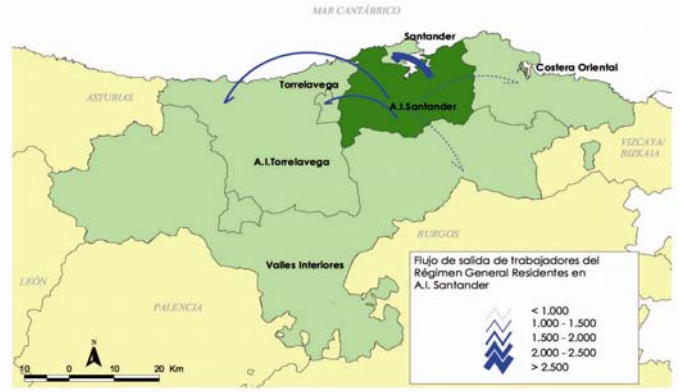 MAR CANTÁBRICO
Santander
Costera Oriental
Torrelavega
ASTURIAS
A.I.Santander
VIZCAYA/
BIZKAIA
A.I.Torrelavega
BURGOS
Valles Interiores
LEÓN
PALENCIA
Flujo de salida de trabajadores del
Régimen General Residentes en
A.I. Santander
< 1.000
1.000 - 1.500
1.500 - 2.000
2.000 - 2.500
> 2.500
N
10 0 10 20 Km